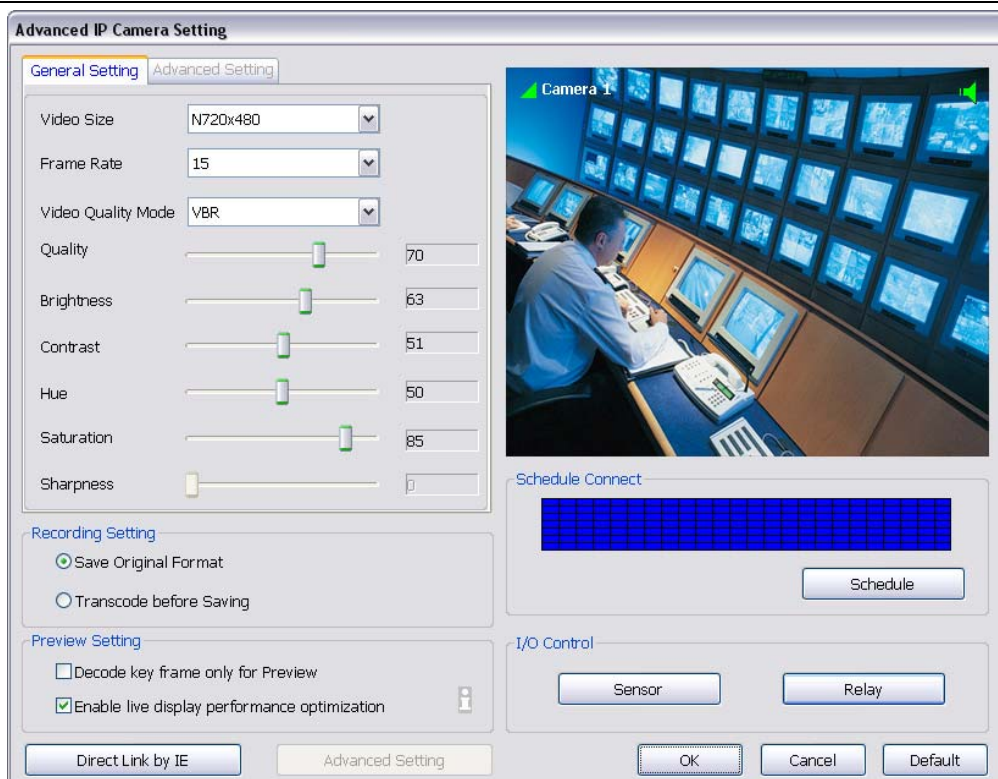 Advanced IP Camera Setting
General Setting Advanced Setting
Video Size N720x480
Frame Rate 15
Video Quality Mode VBR
Quality 70
Brightness 63
Contrast 51
Hue 50
Saturation 85
Sharpness 0
Recording Setting
Save Original Format
Transcode before Saving
Preview Setting
Decode key frame only for Preview
Enable live display performance optimization
Direct Link by IE Advanced Setting
Camera 1
Schedule Connect
Schedule
I/O Control
Sensor Relay
OK Cancel Default